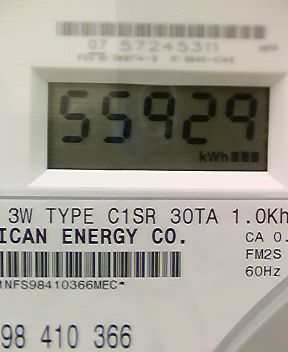 07 57245311
55929
kWh
3W TYPE C1SR 30TA 1.0Kh
ICAN ENERGY CO. CA 0.
FM2S
NFS98410366MEC* 60Hz
98 410 366